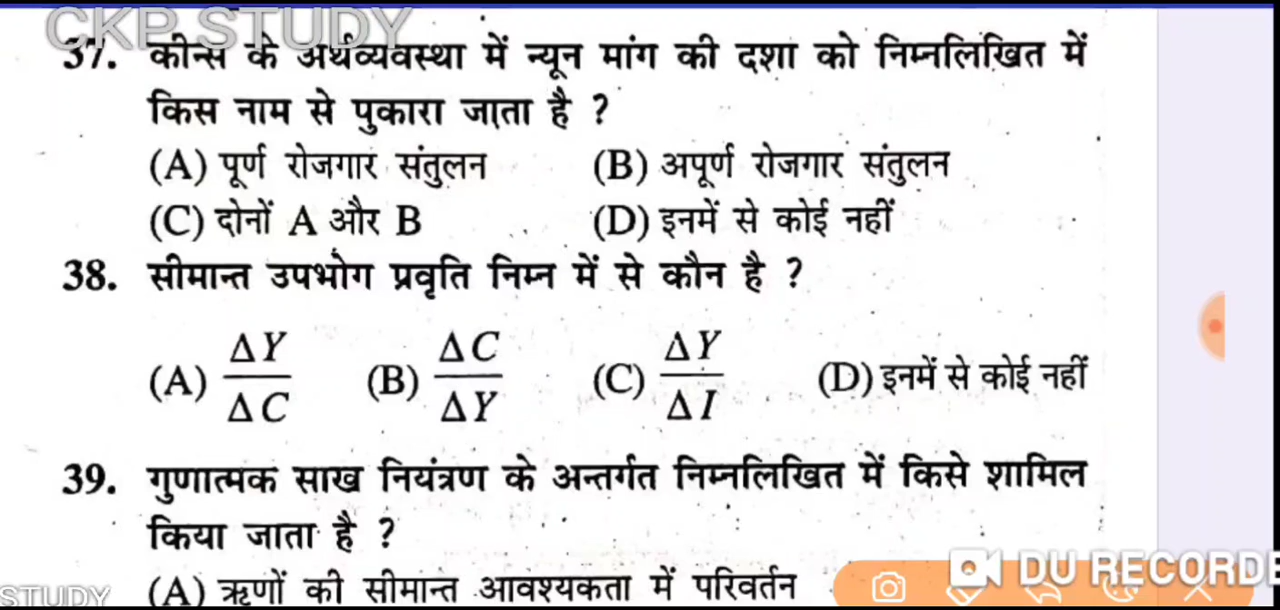 CKP STUDY
37. कीन्स के अर्थव्यवस्था में न्यून मांग की दशा को निम्नलिखित में
किस नाम से पुकारा जाता है ?
(A) पूर्ण रोजगार संतुलन (B) अपूर्ण रोजगार संतुलन
(C) दोनों A और B (D) इनमें से कोई नहीं
38. सीमान्त उपभोग प्रवृति निम्न में से कौन है ?
(A) ΔY/ΔC (B) ΔC/ΔY (C) ΔY/ΔI (D) इनमें से कोई नहीं
39. गुणात्मक साख नियंत्रण के अन्तर्गत निम्नलिखित में किसे शामिल
किया जाता है ?
(A) ऋणों की सीमान्त आवश्यकता में परिवर्तन
DU RECORDE
STUDY